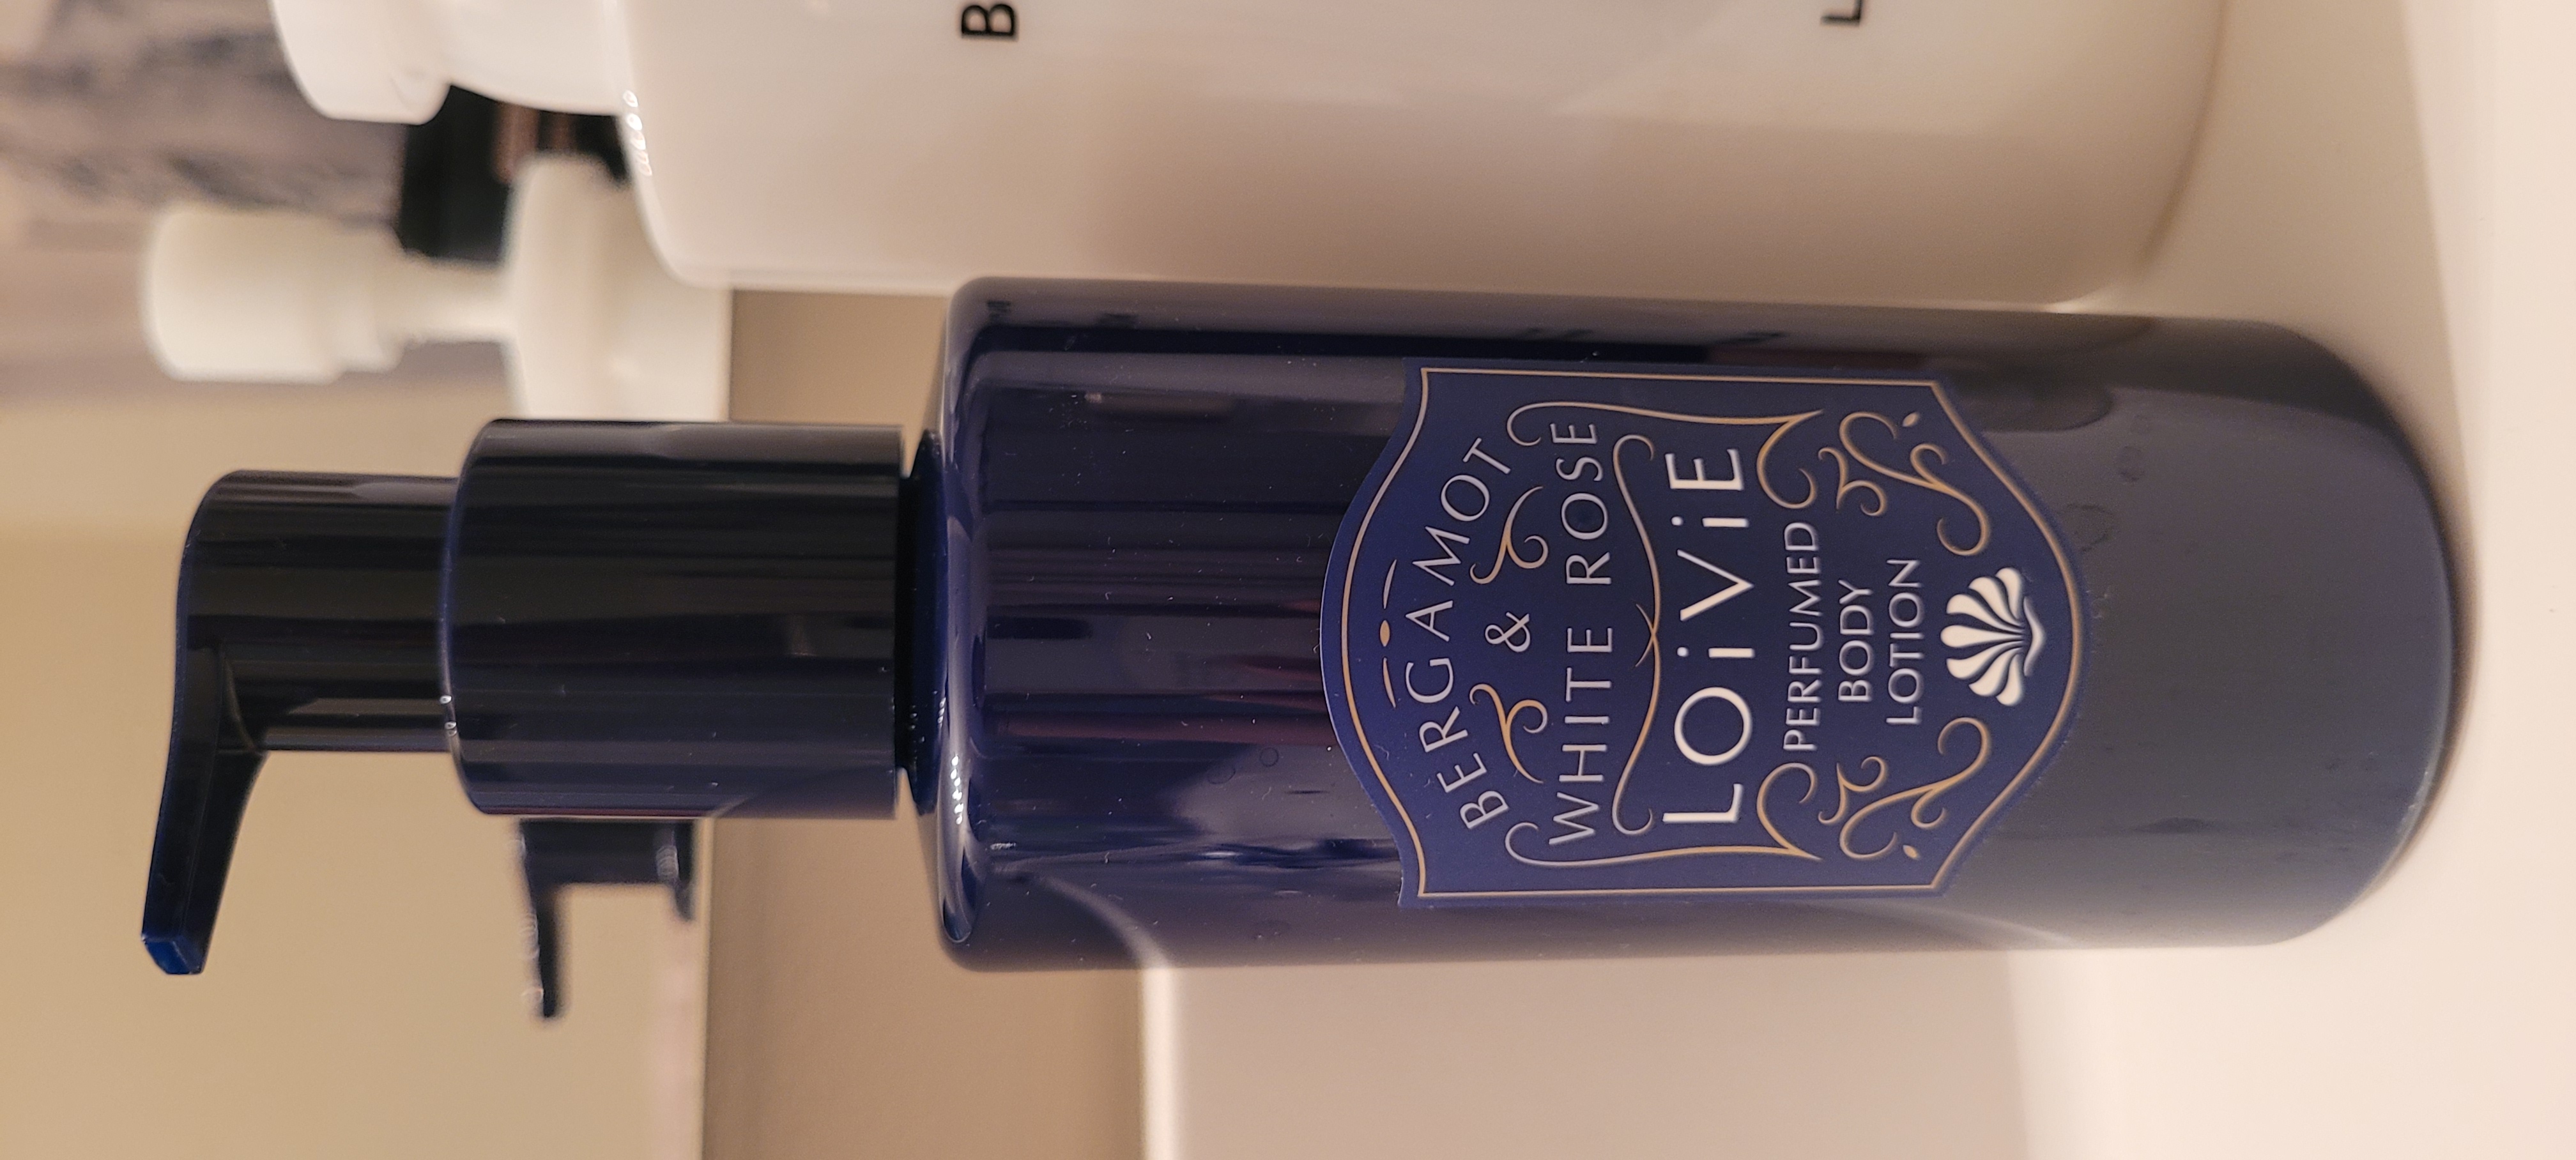 BERGAMOT
&
WHITE ROSE
LOiViE
PERFUMED
BODY
LOTION
B
L